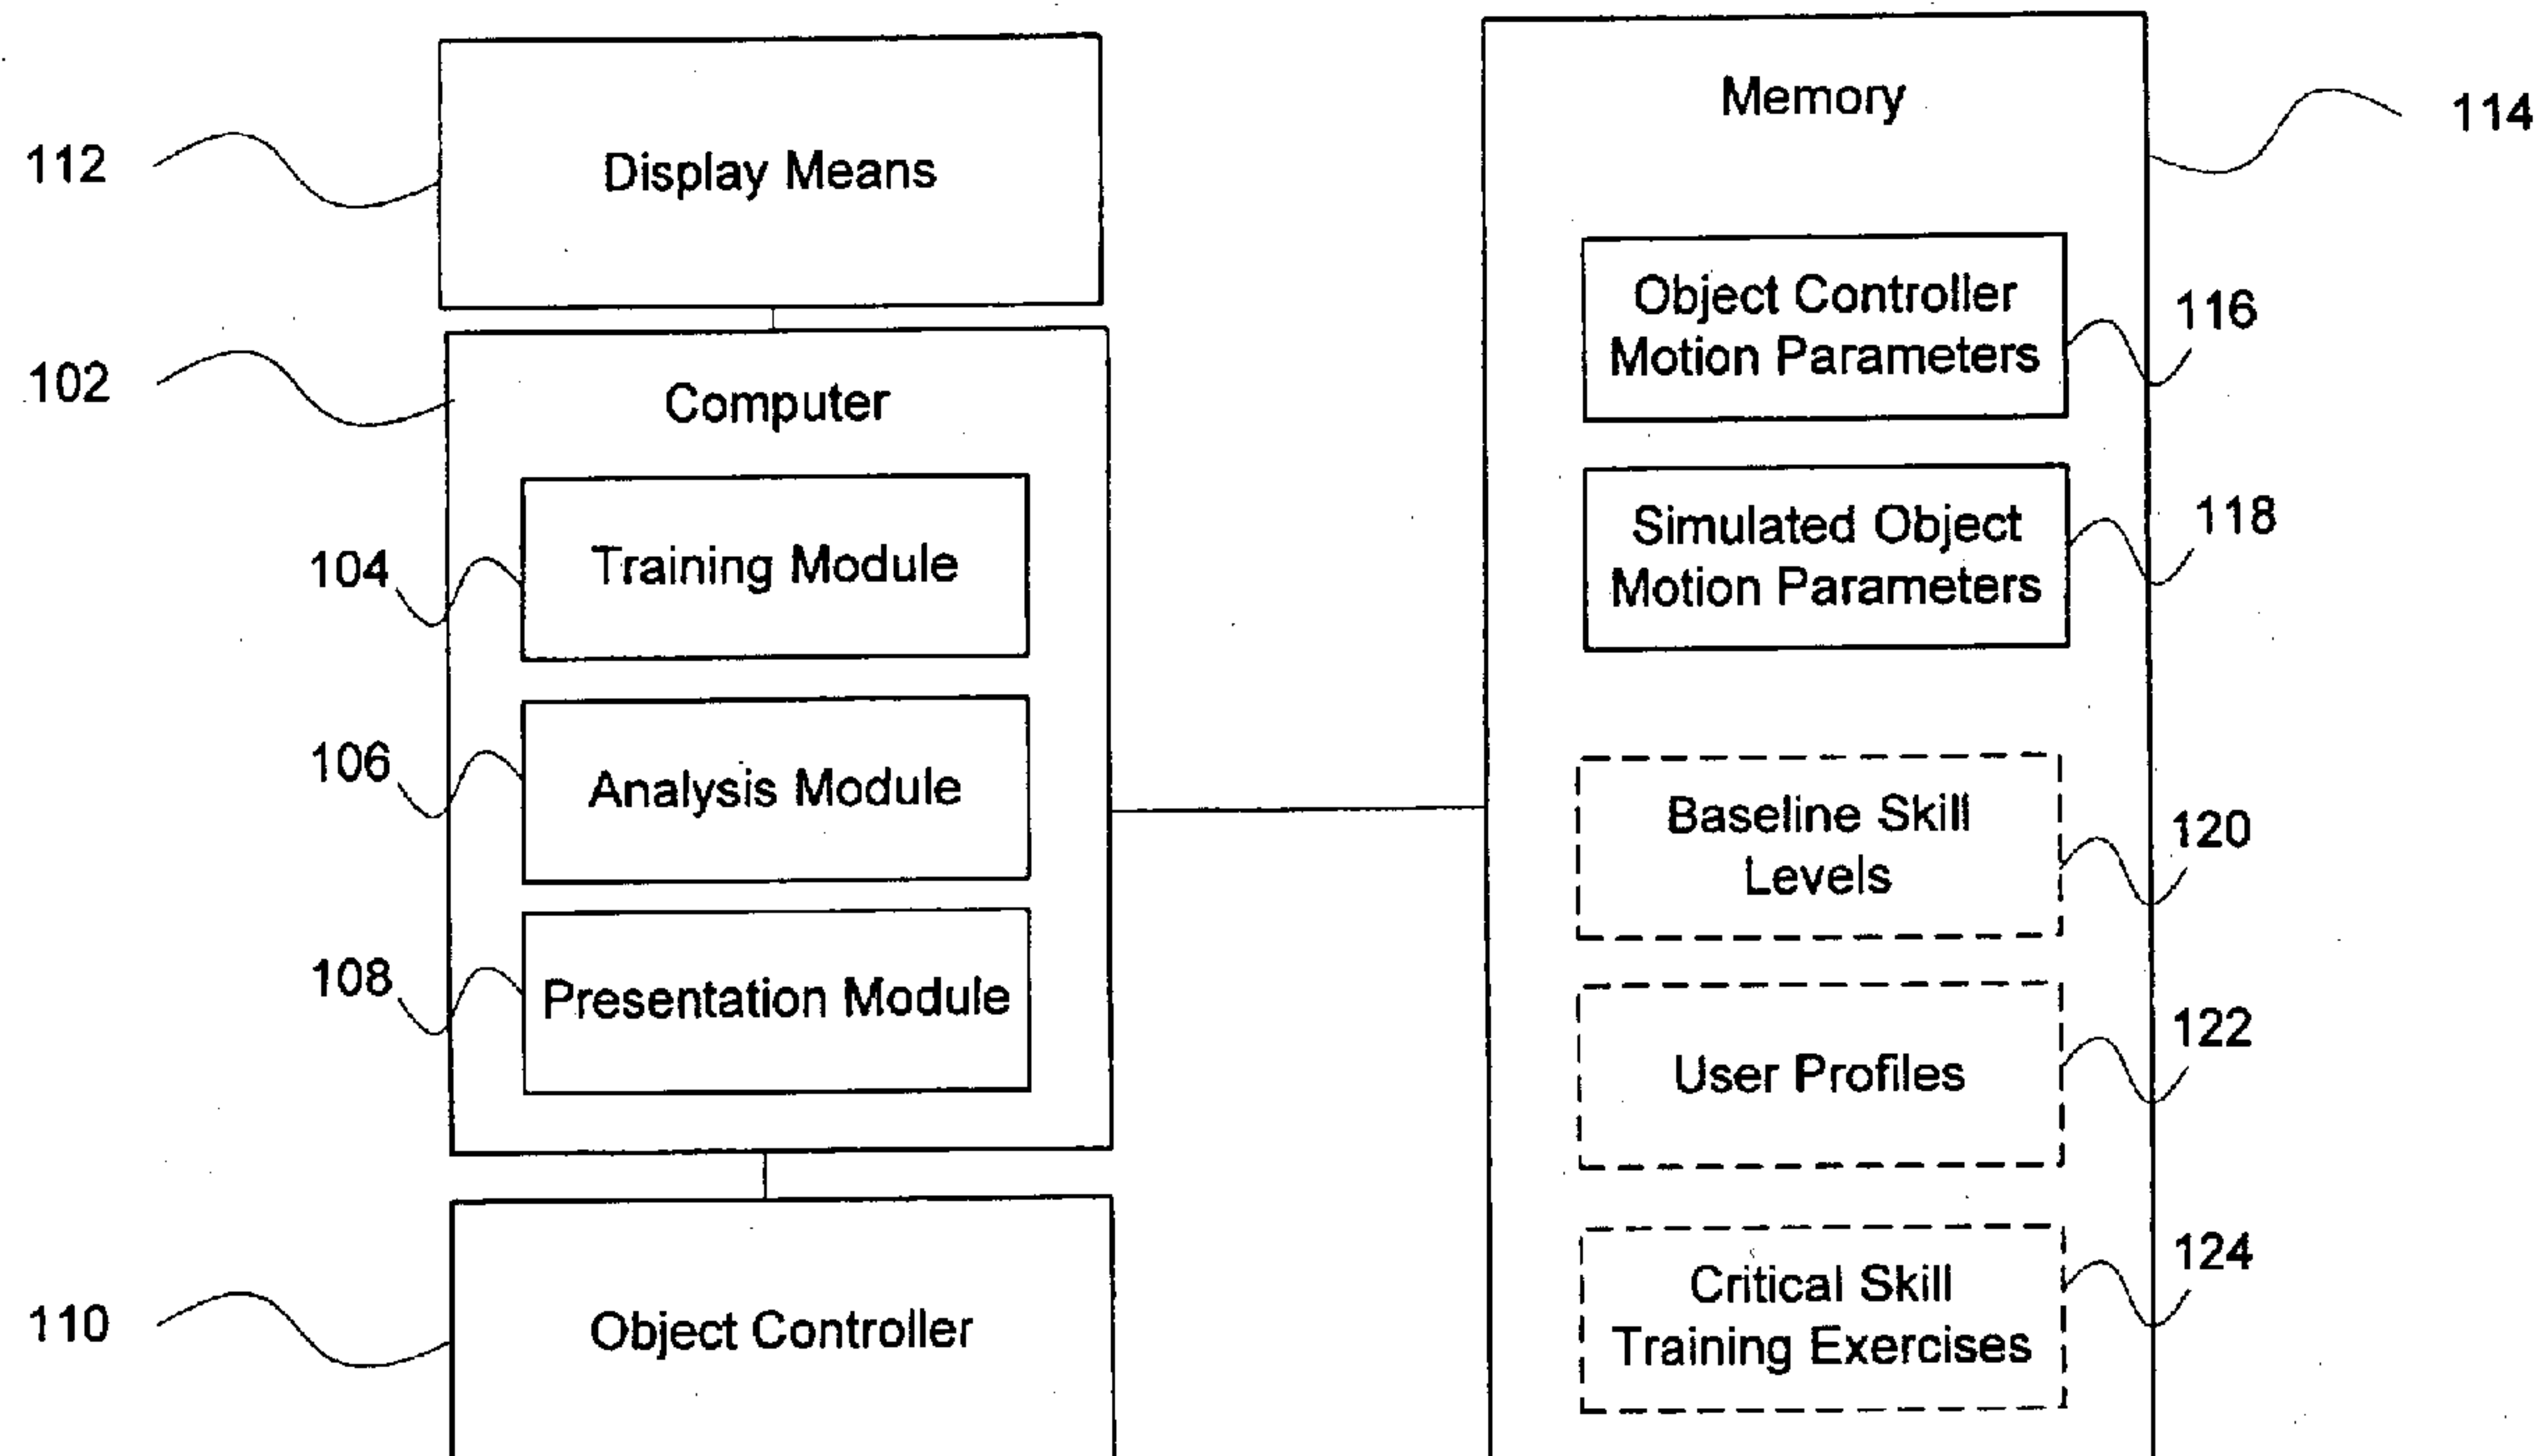 112
Display Means
102
Computer
104
Training Module
106
Analysis Module
108
Presentation Module
110
Object Controller
Memory
114
Object Controller
Motion Parameters
116
Simulated Object
Motion Parameters
118
Baseline Skill
Levels
120
User Profiles
122
Critical Skill
Training Exercises
124